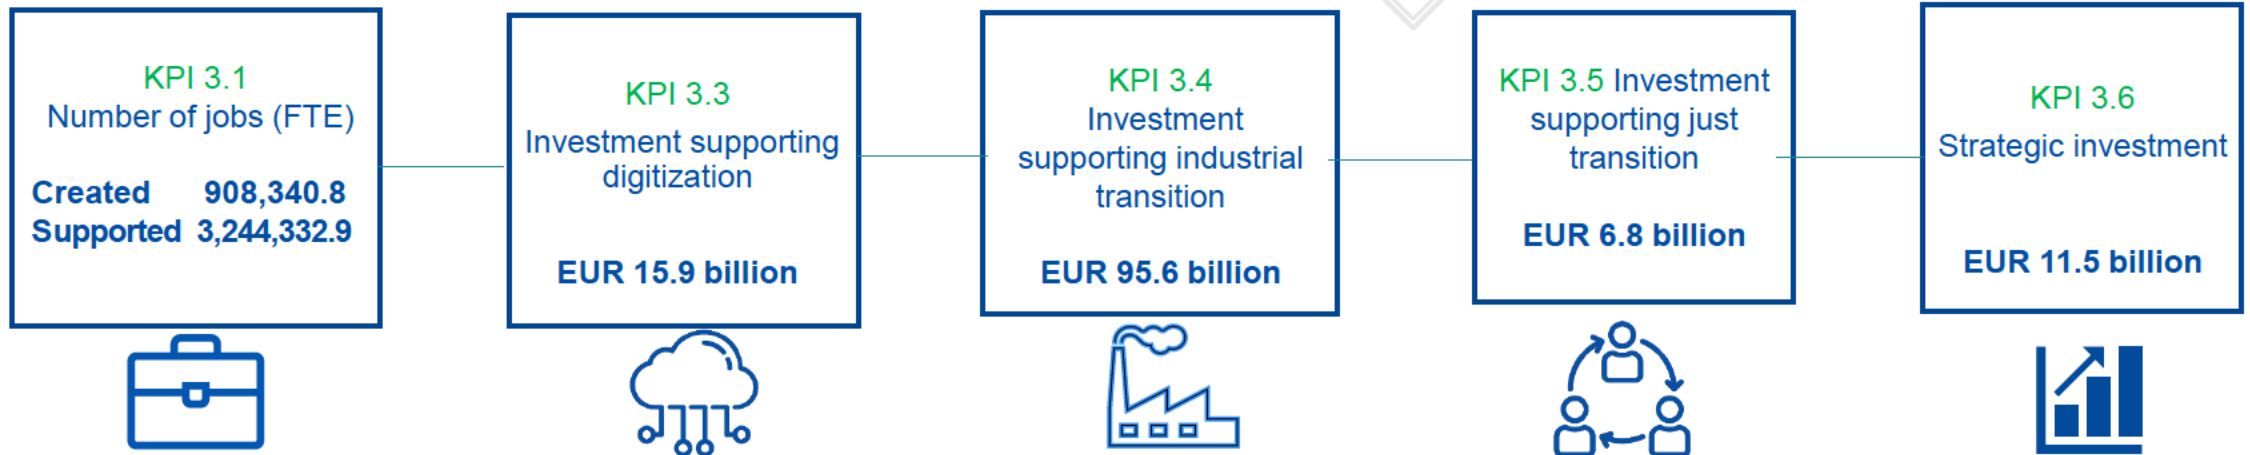 KPI 3.1
Number of jobs (FTE)
Created 908,340.8
Supported 3,244,332.9
KPI 3.3
Investment supporting
digitization
EUR 15.9 billion
KPI 3.4
Investment
supporting industrial
transition
EUR 95.6 billion
KPI 3.5 Investment
supporting just
transition
EUR 6.8 billion
KPI 3.6
Strategic investment
EUR 11.5 billion